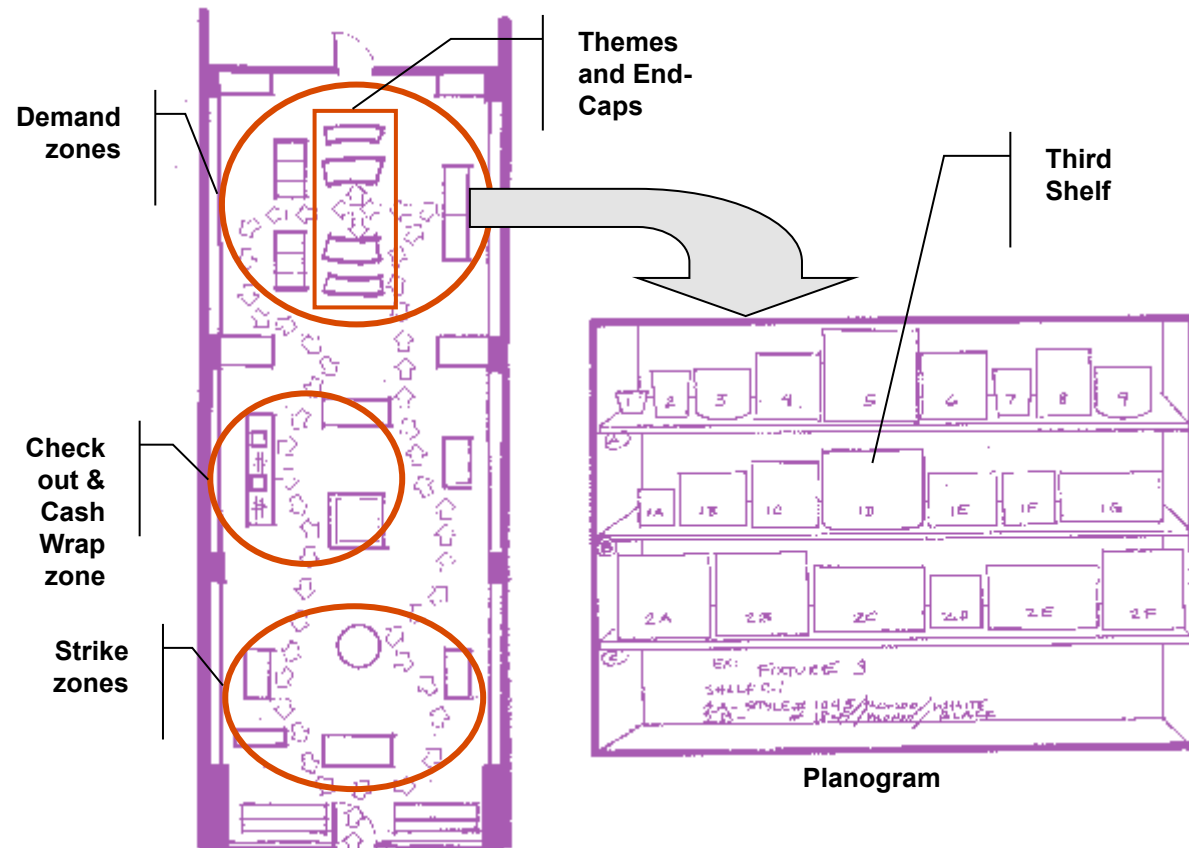 Themes
and End-
Caps
Demand
zones
Third
Shelf
1 2 3 4 5 6 7 8 9
A
Check
out &
Cash
Wrap
zone
1A 1B 1C 1D 1E 1F 1G
B
2A 2B 2C 2D 2E 2F
C
Strike
zones
EX: FIXTURE 3
Planogram